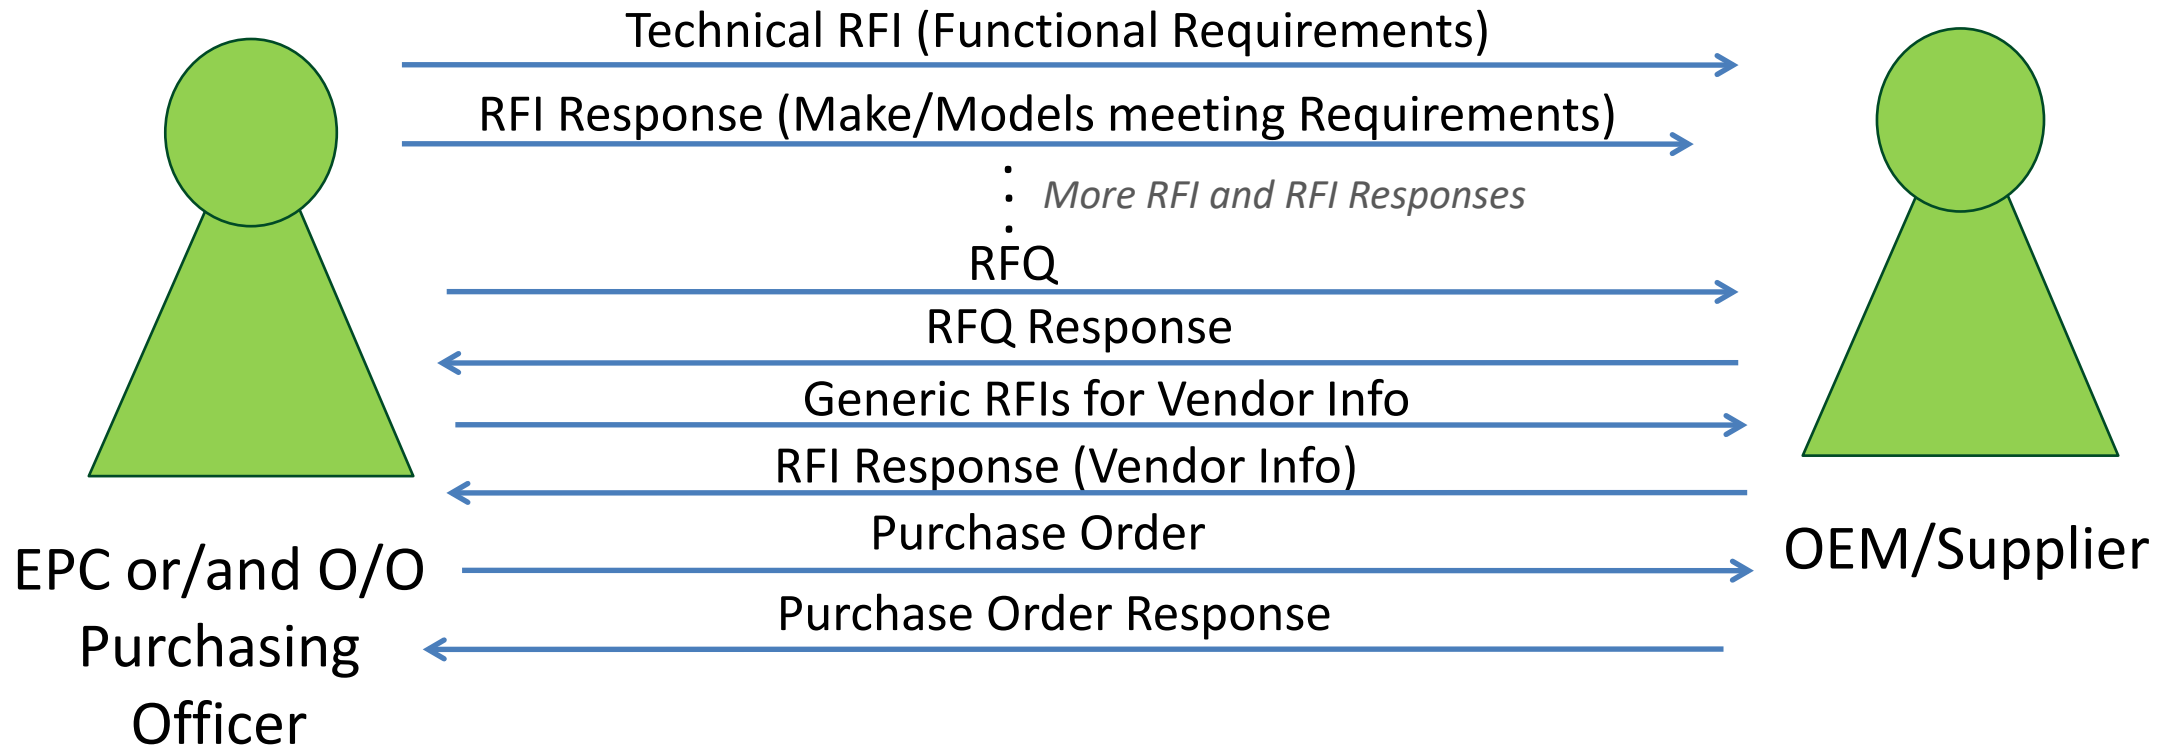 Technical RFI (Functional Requirements)
RFI Response (Make/Models meeting Requirements)
More RFI and RFI Responses
RFQ
RFQ Response
Generic RFIs for Vendor Info
RFI Response (Vendor Info)
Purchase Order
Purchase Order Response
EPC or/and O/O
Purchasing
Officer
OEM/Supplier